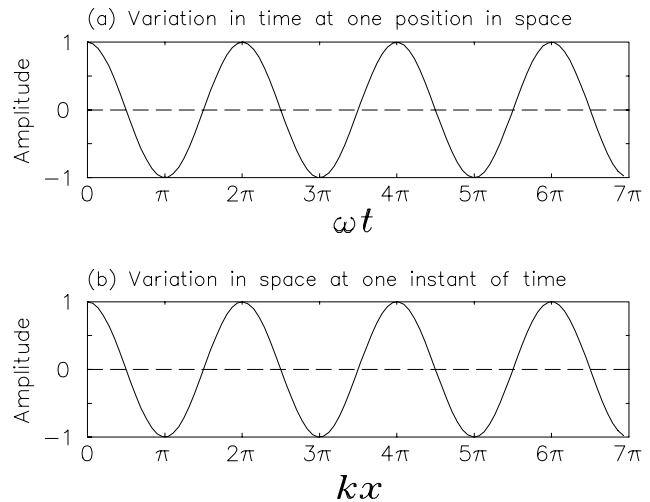 (a) Variation in time at one position in space
Amplitude
1
0
−1
0 π 2π 3π 4π 5π 6π 7π
ωt
(b) Variation in space at one instant of time
Amplitude
1
0
−1
0 π 2π 3π 4π 5π 6π 7π
kx